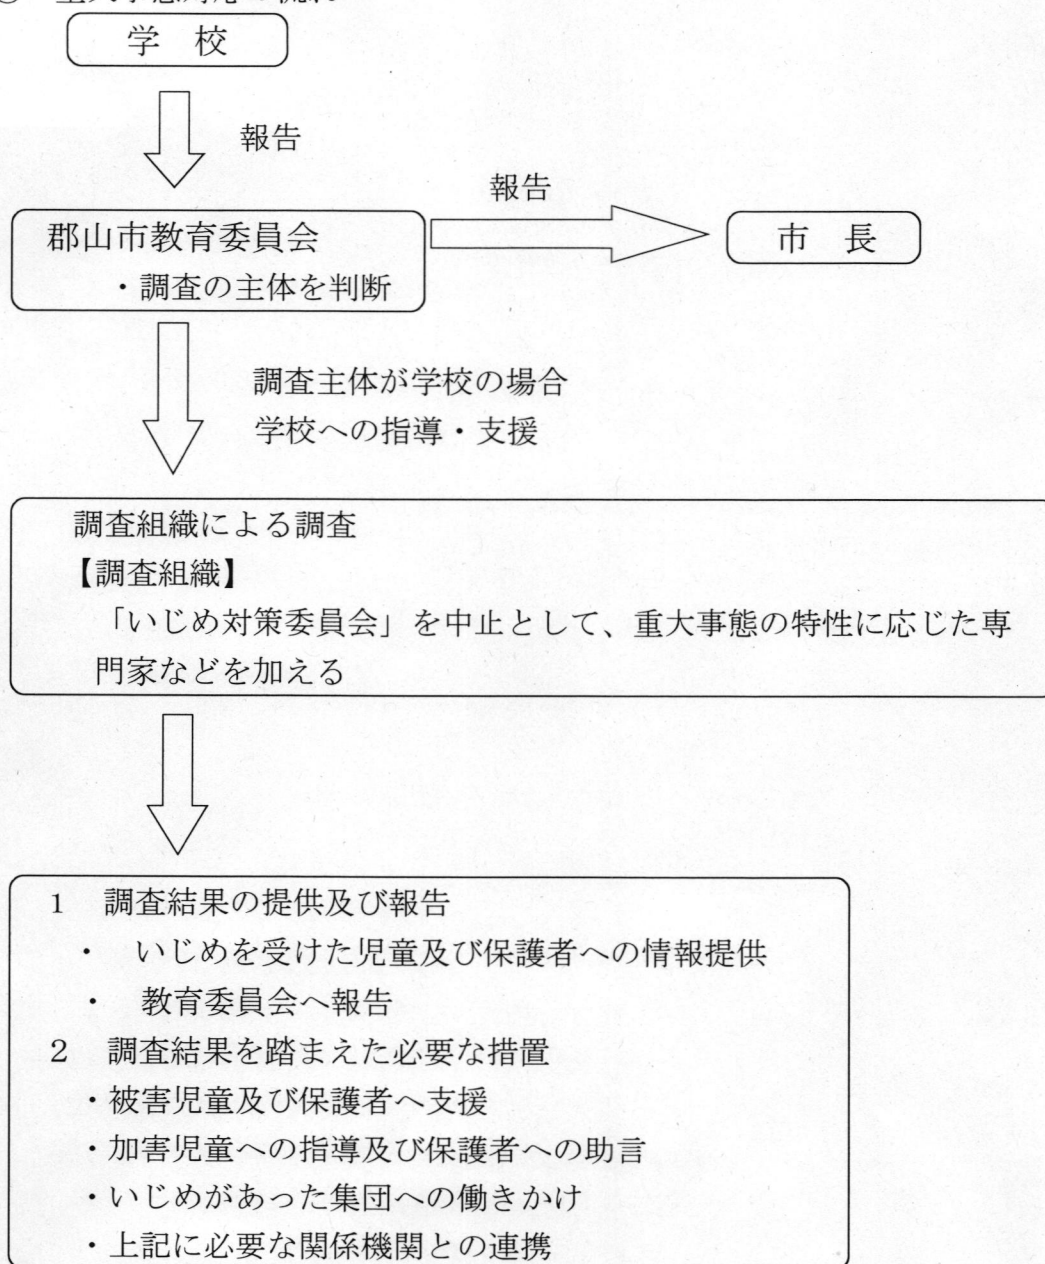 学　校
報告
報告
郡山市教育委員会
・調査の主体を判断
市　長
調査主体が学校の場合
学校への指導・支援
調査組織による調査
【調査組織】
「いじめ対策委員会」を中止として、重大事態の特性に応じた専
門家などを加える
1　調査結果の提供及び報告
・　いじめを受けた児童及び保護者への情報提供
・　教育委員会へ報告
2　調査結果を踏まえた必要な措置
・被害児童及び保護者へ支援
・加害児童への指導及び保護者への助言
・いじめがあった集団への働きかけ
・上記に必要な関係機関との連携